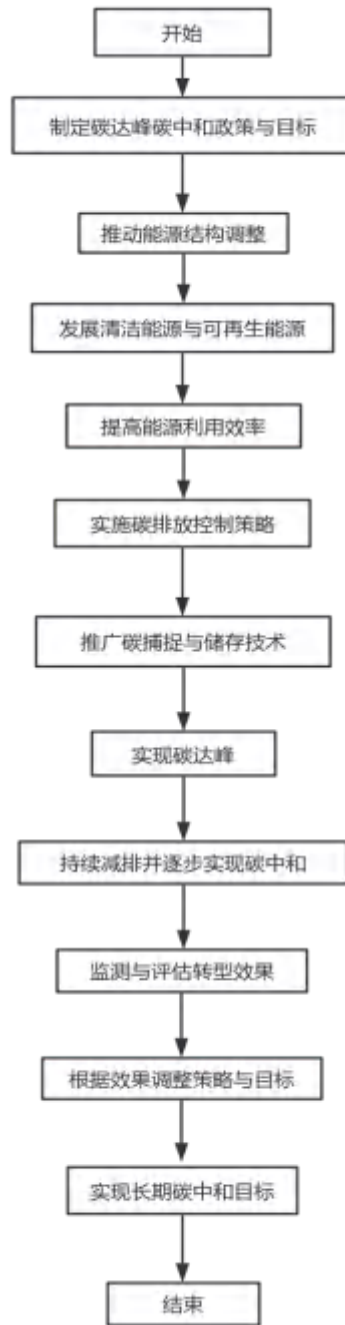 开始
制定碳达峰碳中和政策与目标
推动能源结构调整
发展清洁能源与可再生能源
提高能源利用效率
实施碳排放控制策略
推广碳捕捉与储存技术
实现碳达峰
持续减排并逐步实现碳中和
监测与评估转型效果
根据效果调整策略与目标
实现长期碳中和目标
结束